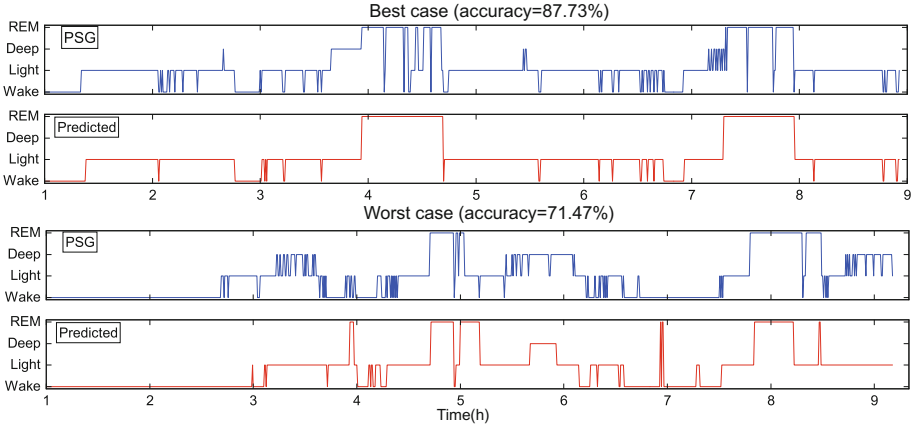 Best case (accuracy=87.73%)
REM
PSG
Deep
Light
Wake
REM
Predicted
Deep
Light
Wake
1 2 3 4 5 6 7 8 9
Worst case (accuracy=71.47%)
REM
PSG
Deep
Light
Wake
REM
Predicted
Deep
Light
Wake
1 2 3 4 5 6 7 8 9
Time(h)